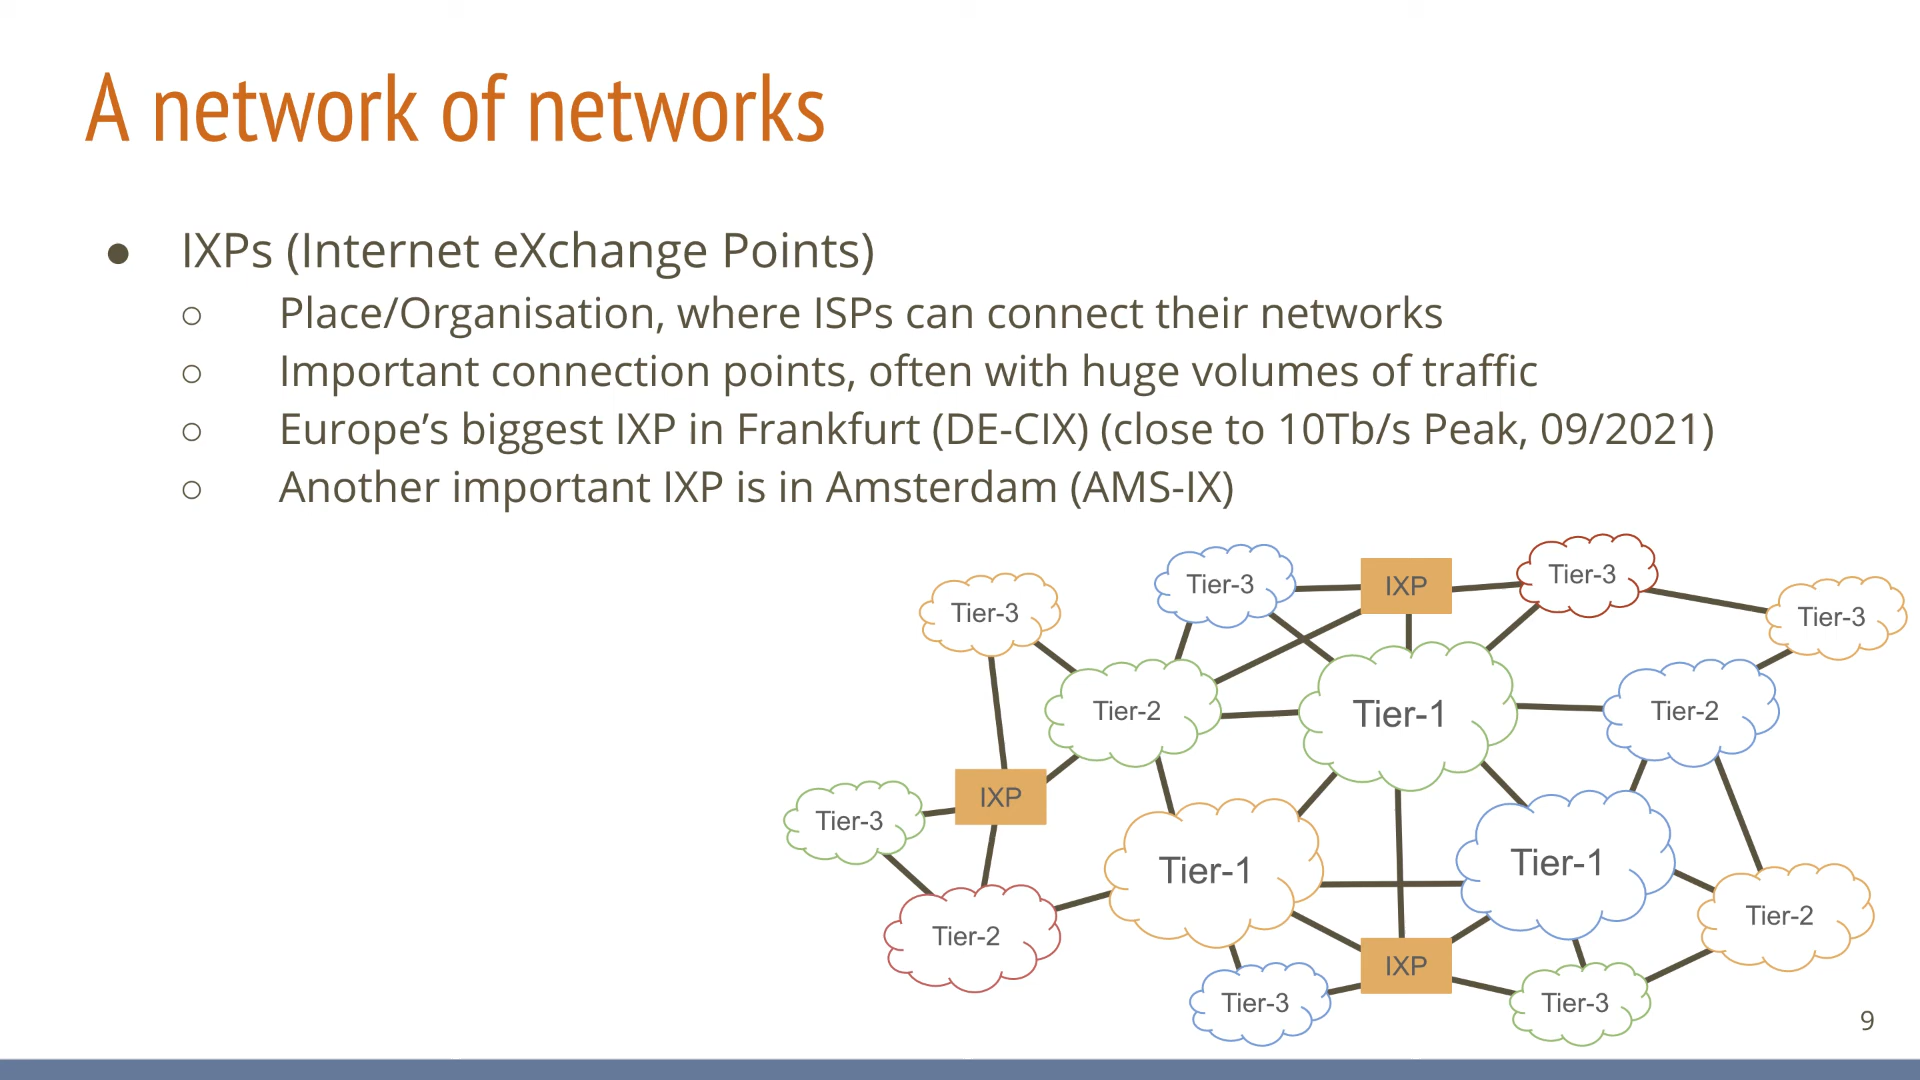 A network of networks
● IXPs (Internet eXchange Points)
○ Place/Organisation, where ISPs can connect their networks
○ Important connection points, often with huge volumes of traffic
○ Europe’s biggest IXP in Frankfurt (DE-CIX) (close to 10Tb/s Peak, 09/2021)
○ Another important IXP is in Amsterdam (AMS-IX)
Tier-3
Tier-3
IXP
Tier-3
Tier-3
Tier-2
Tier-1
Tier-2
IXP
Tier-3
Tier-1
Tier-1
Tier-2
Tier-2
IXP
Tier-3
Tier-3
9